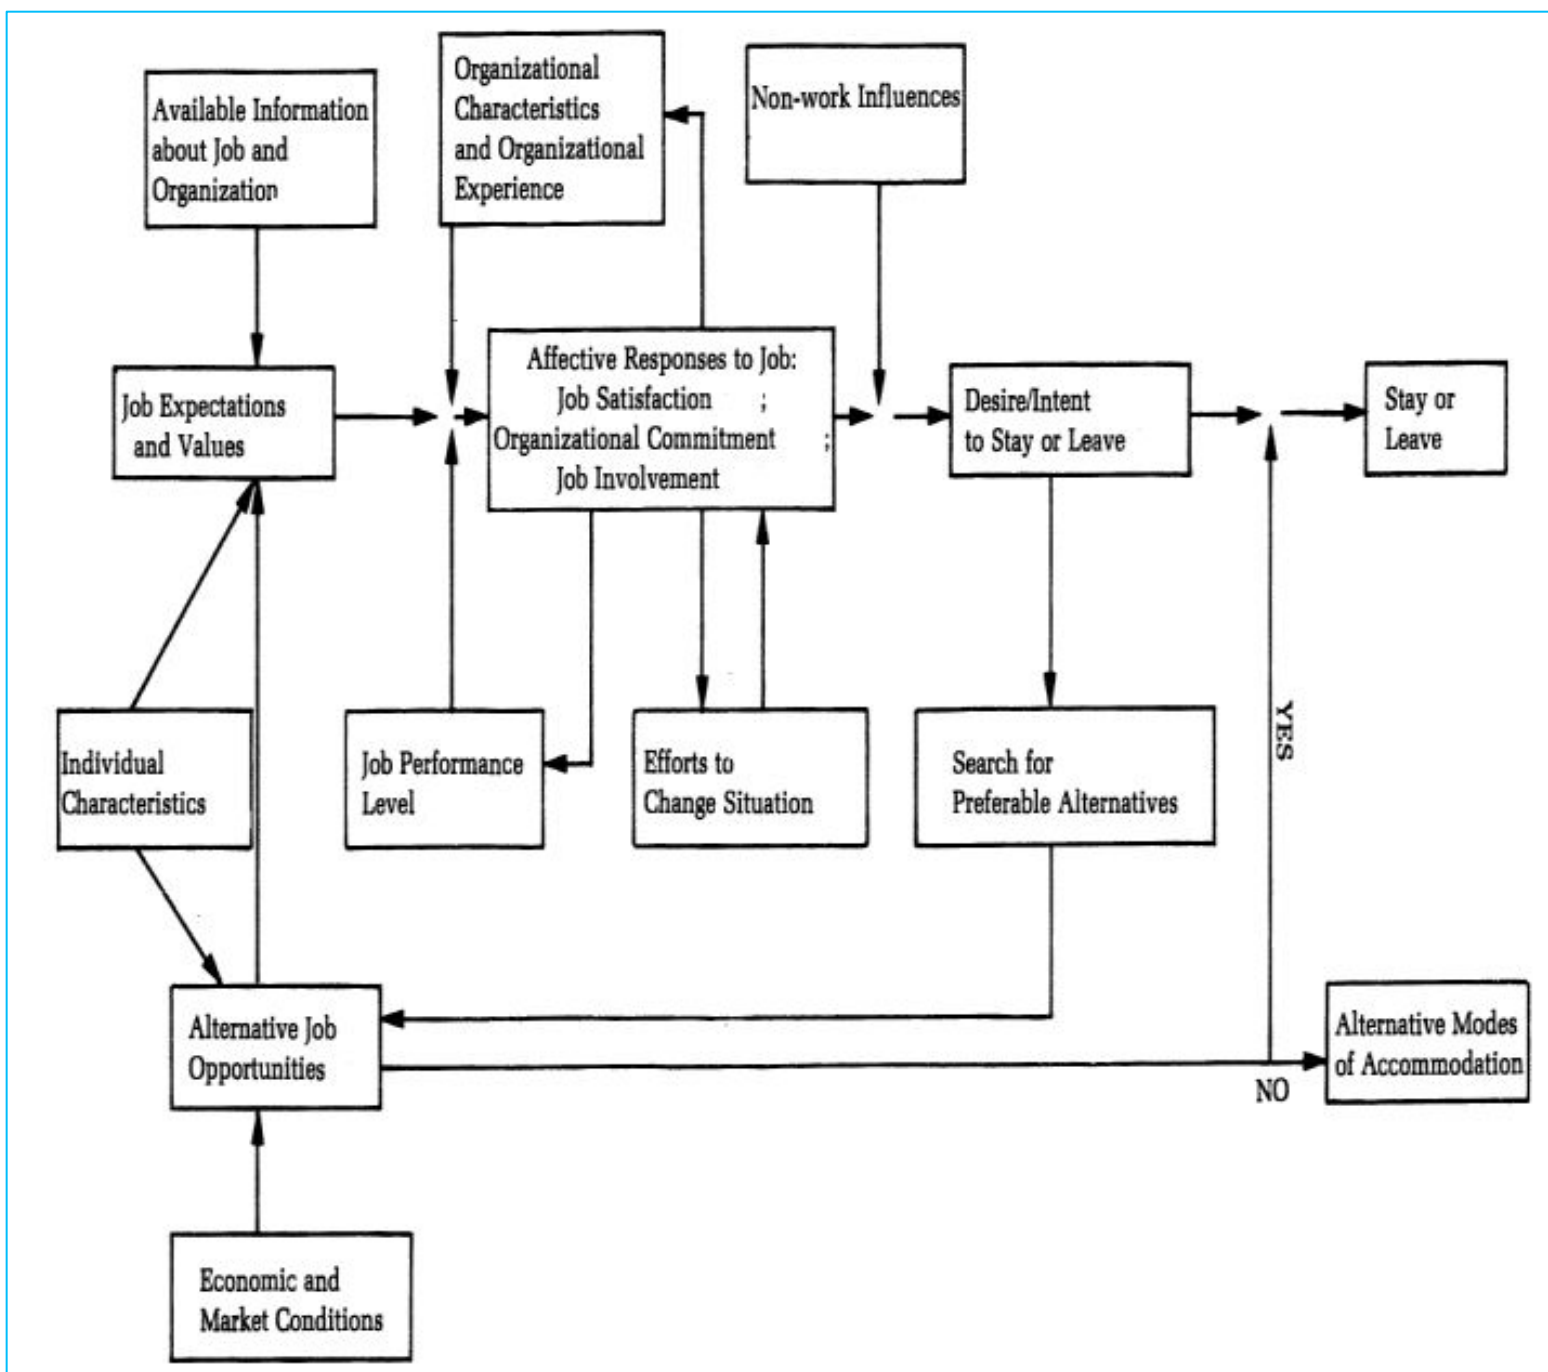 Available Information
about Job and
Organization
Organizational
Characteristics
and Organizational
Experience
Non-work Influences
Job Expectations
and Values
Affective Responses to Job:
Job Satisfaction ;
Organizational Commitment ;
Job Involvement
Desire/Intent
to Stay or Leave
Stay or
Leave
Individual
Characteristics
Job Performance
Level
Efforts to
Change Situation
Search for
Preferable Alternatives
YES
Alternative Job
Opportunities
NO
Alternative Modes
of Accommodation
Economic and
Market Conditions